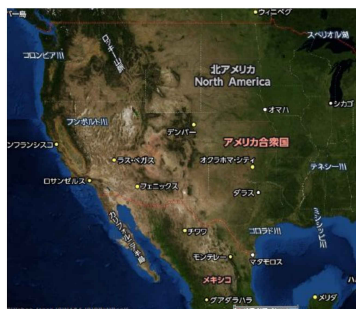 ウィニペグ
スペリオル湖
コロンビア川
ロッキー山脈
北アメリカ
North America
シカゴ
オマハ
フンボルト川
デンバー
アメリカ合衆国
ンフランシスコ
ラス・ベガス
オクラホマ・シティ
テネシー川
ロサンゼルス
フェニックス
ダラス
カリフォルニア半島
ミシシッピ川
チワワ
コロラド川
モンテレー
マタモロス
メキシコ
グアダラハラ
メリダ